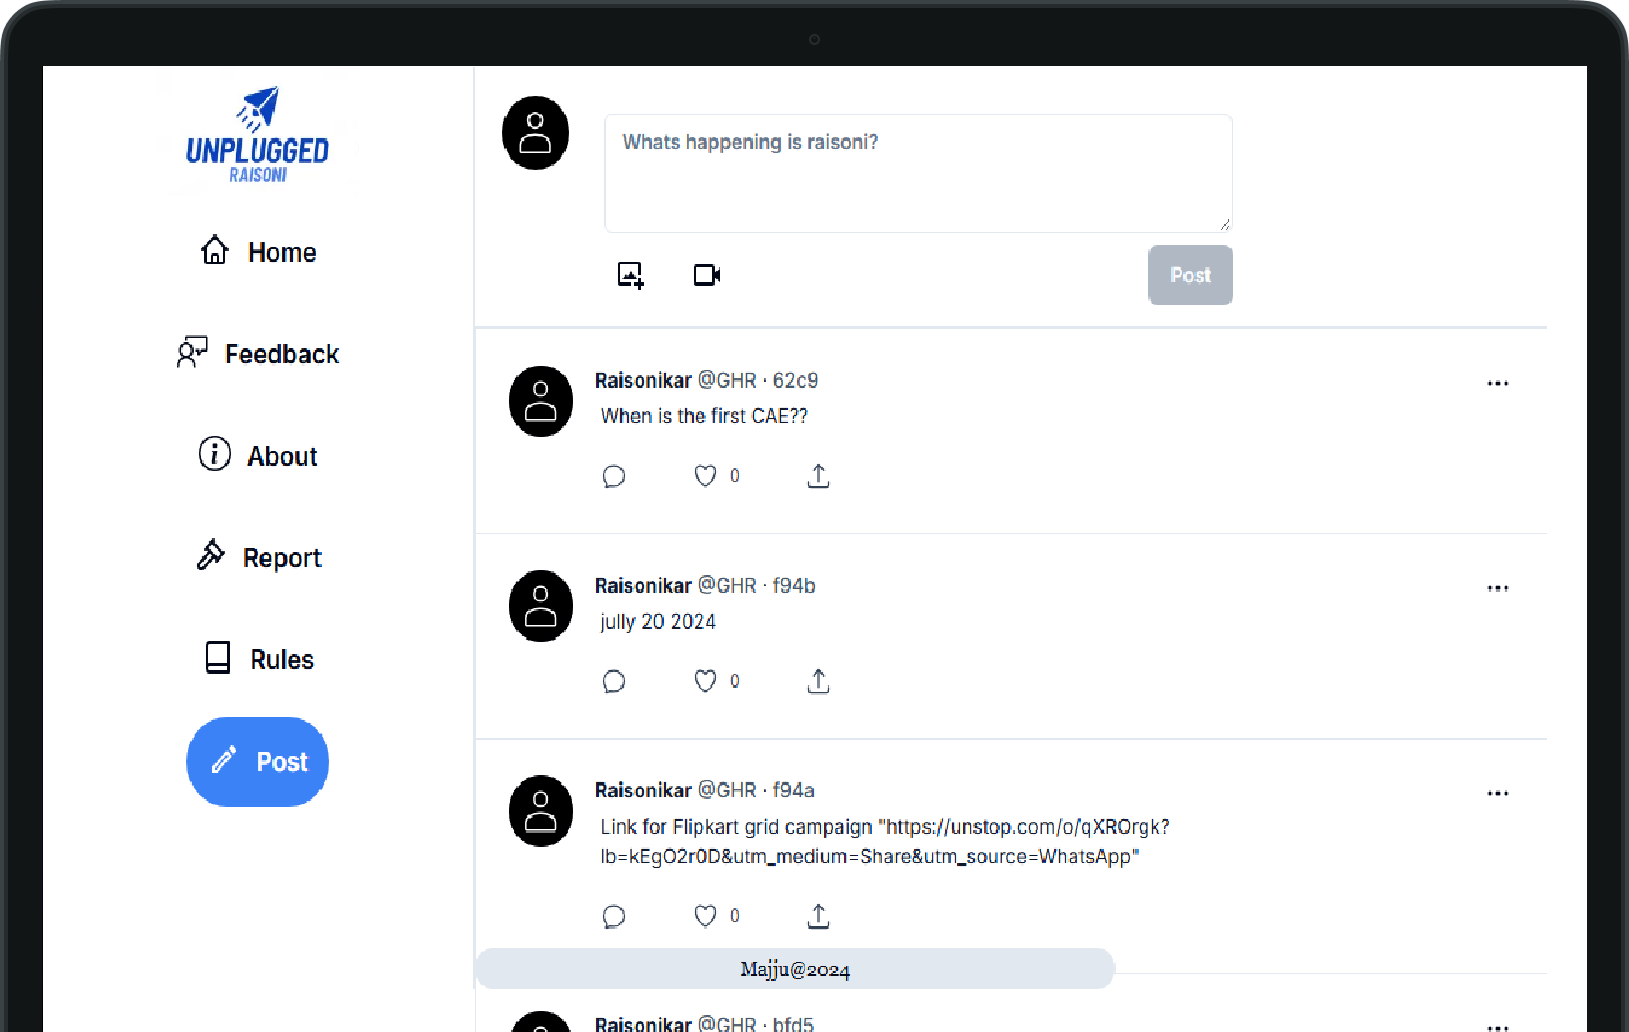 UNPLUGGED
RAISONI
Home
Feedback
About
Report
Rules
Post
Whats happening is raisoni?
Post
Raisonikar @GHR · 62c9
When is the first CAE??
0
Raisonikar @GHR · f94b
jully 20 2024
0
Raisonikar @GHR · f94a
Link for Flipkart grid campaign "https://unstop.com/o/qXROrgk?
lb=kEgO2r0D&utm_medium=Share&utm_source=WhatsApp"
0
Majju@2024
Raisonikar @GHR · bfd5